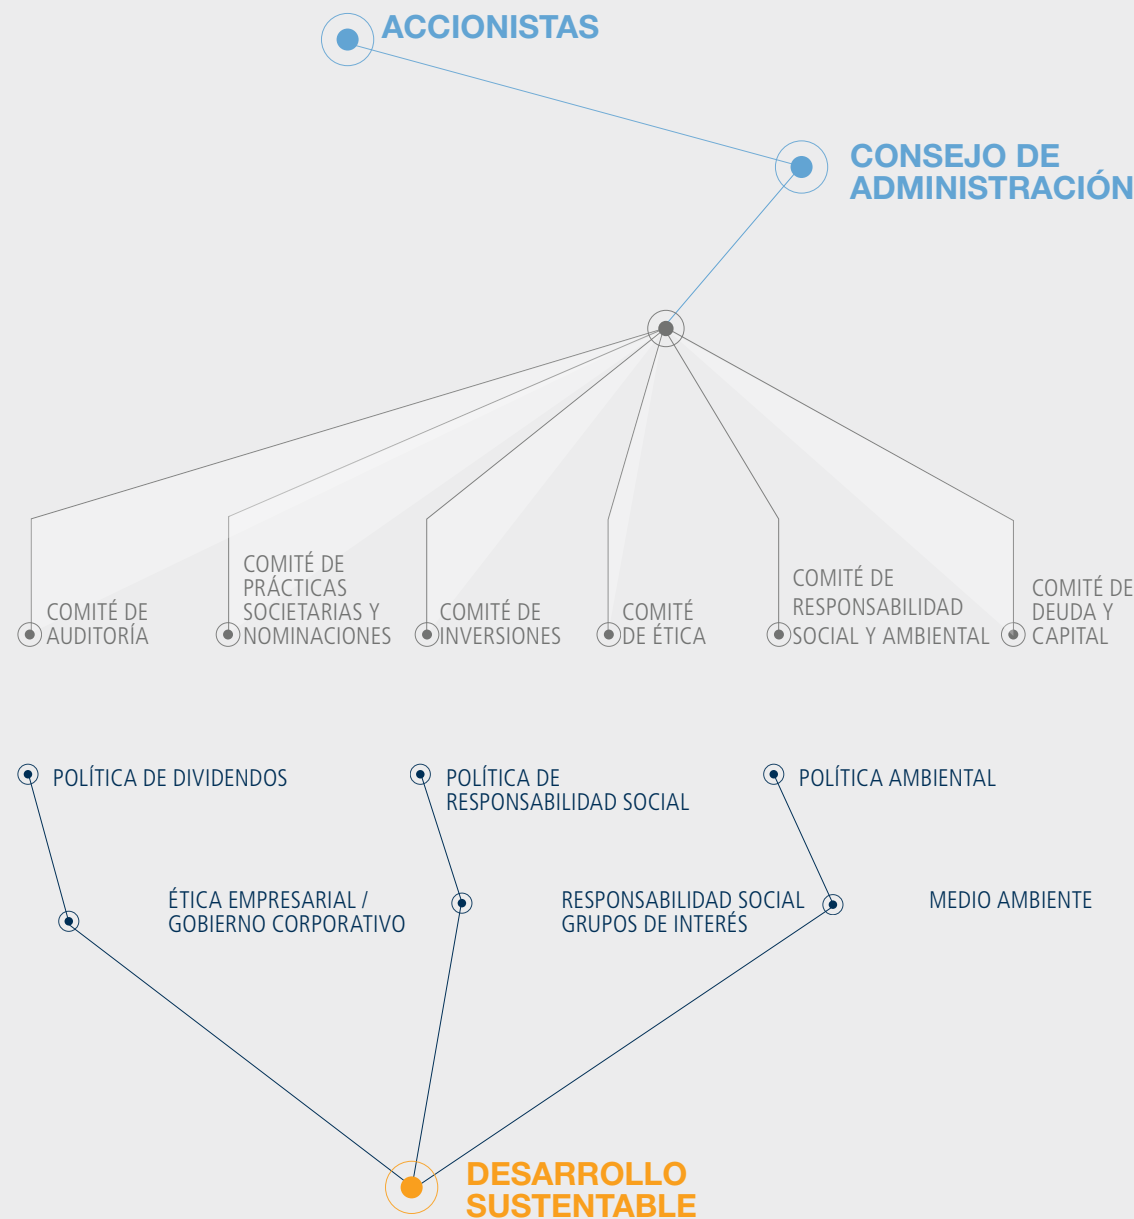 ACCIONISTAS
CONSEJO DE
ADMINISTRACIÓN
COMITÉ DE
AUDITORÍA
COMITÉ DE
PRÁCTICAS
SOCIETARIAS Y
NOMINACIONES
COMITÉ DE
INVERSIONES
COMITÉ
DE ÉTICA
COMITÉ DE
RESPONSABILIDAD
SOCIAL Y AMBIENTAL
COMITÉ DE
DEUDA Y
CAPITAL
POLÍTICA DE DIVIDENDOS
POLÍTICA DE
RESPONSABILIDAD SOCIAL
POLÍTICA AMBIENTAL
ÉTICA EMPRESARIAL /
GOBIERNO CORPORATIVO
RESPONSABILIDAD SOCIAL
GRUPOS DE INTERÉS
MEDIO AMBIENTE
DESARROLLO
SUSTENTABLE